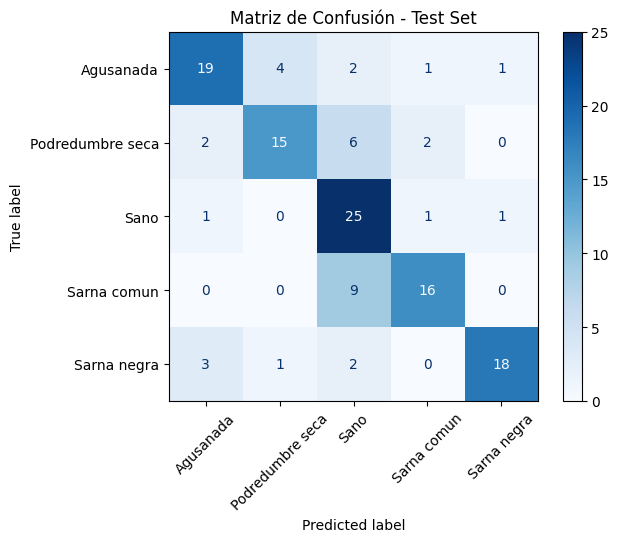 Matriz de Confusión - Test Set
Agusanada 19 4 2 1 1
Podredumbre seca 2 15 6 2 0
Sano 1 0 25 1 1
Sarna comun 0 0 9 16 0
Sarna negra 3 1 2 0 18
True label
Agusanada Podredumbre seca Sano Sarna comun Sarna negra
Predicted label
25
20
15
10
5
0